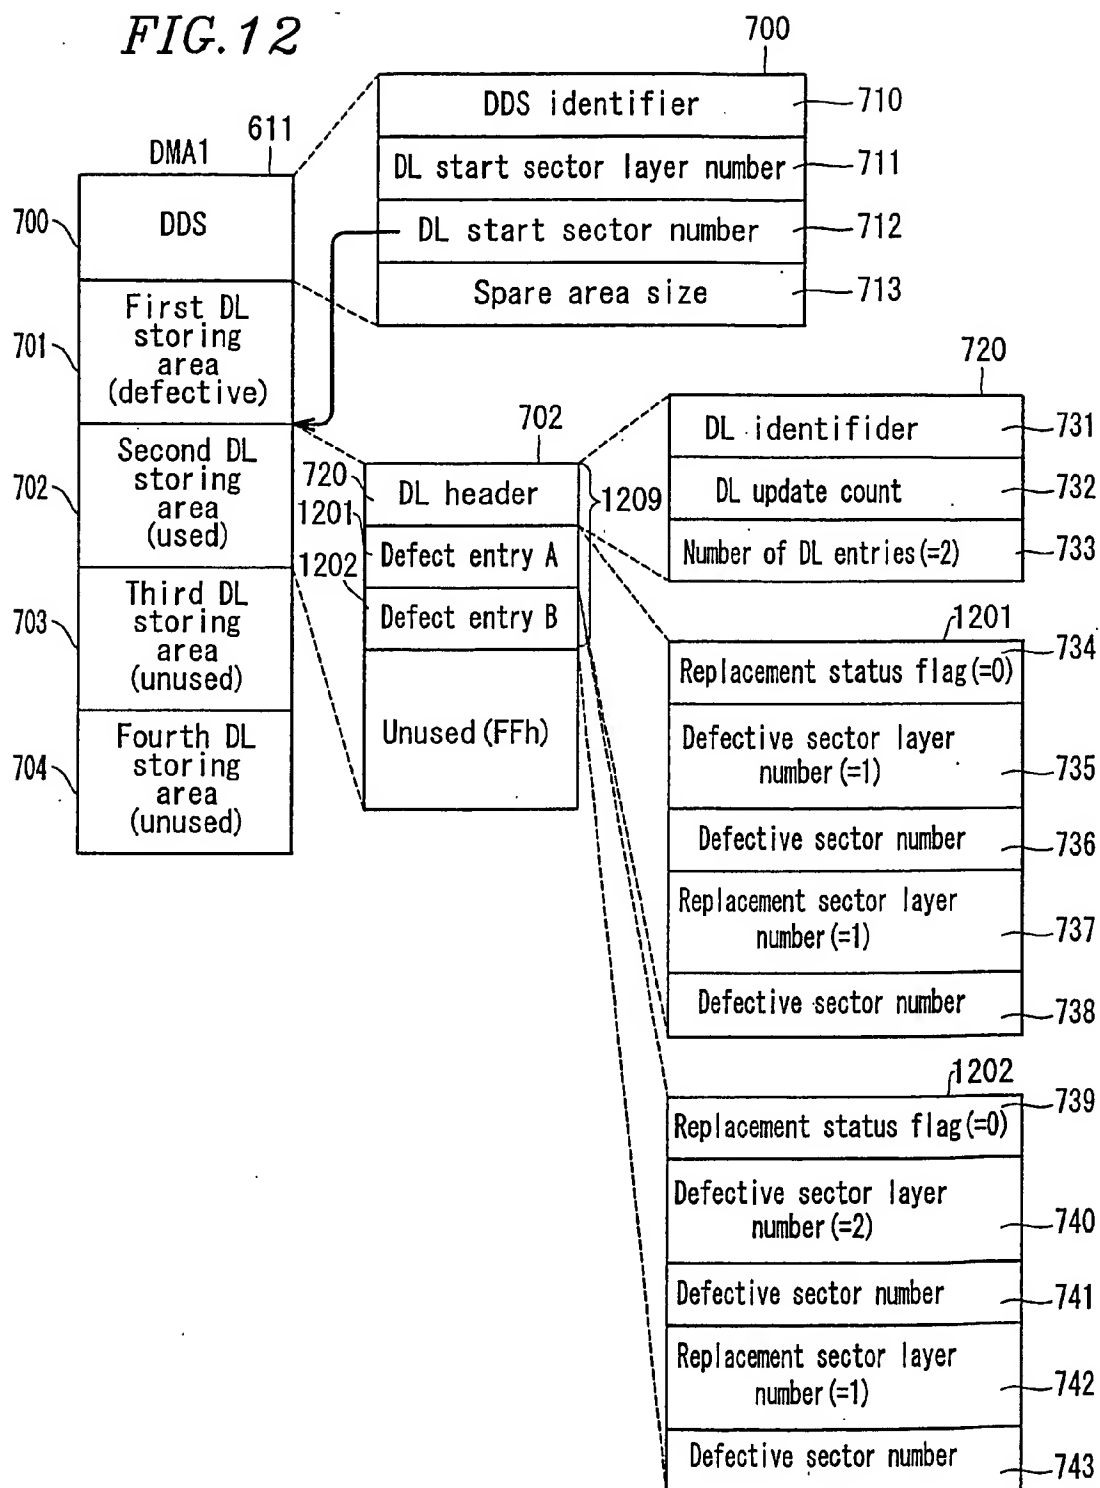 FIG.12
700
DDS identifier
710
DL start sector layer number
711
DL start sector number
712
Spare area size
713
611
DMA1
700
DDS
701
First DL
storing
area
(defective)
702
Second DL
storing
area
(used)
703
Third DL
storing
area
(unused)
704
Fourth DL
storing
area
(unused)
702
720
DL header
1209
1201
Defect entry A
1202
Defect entry B
Unused (FFh)
720
DL identifider
731
DL update count
732
Number of DL entries(=2)
733
1201
734
Replacement status flag(=0)
Defective sector layer
number(=1)
735
Defective sector number
736
Replacement sector layer
number(=1)
737
Defective sector number
738
1202
739
Replacement status flag(=0)
Defective sector layer
number(=2)
740
Defective sector number
741
Replacement sector layer
number(=1)
742
Defective sector number
743